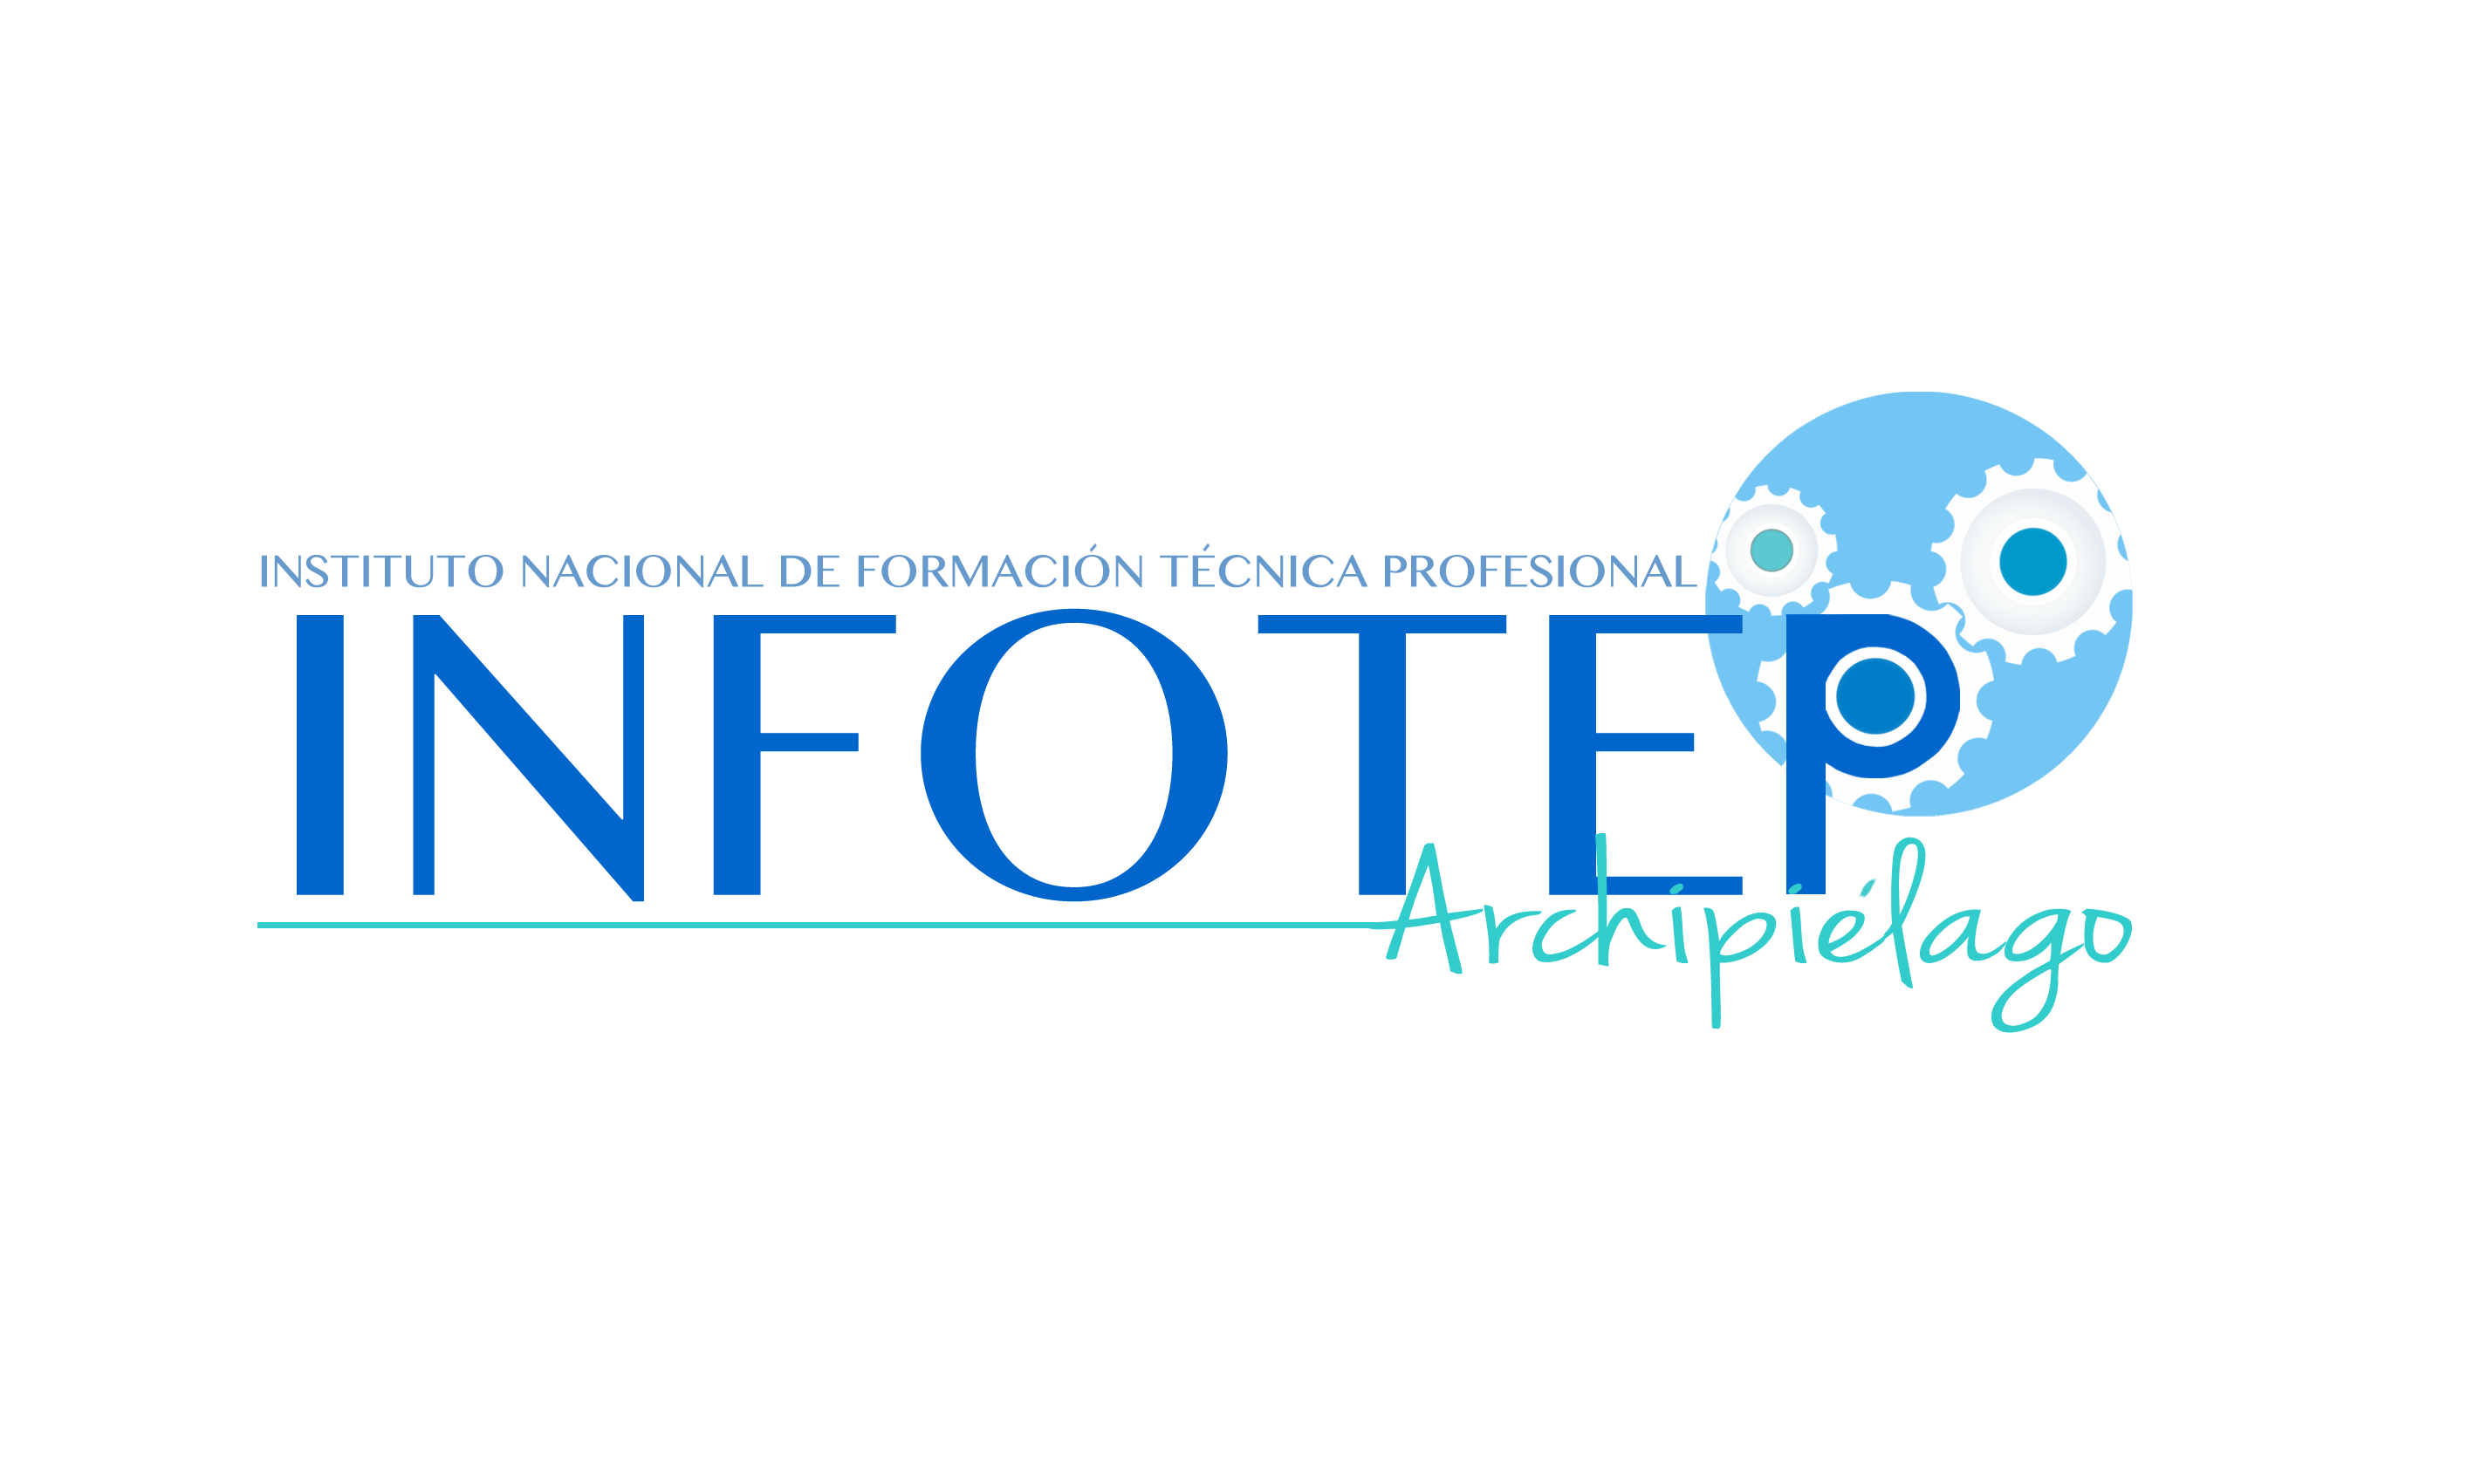 INSTITUTO NACIONAL DE FORMACIÓN TÉCNICA PROFESIONAL
INFOTEP
Archipiélago